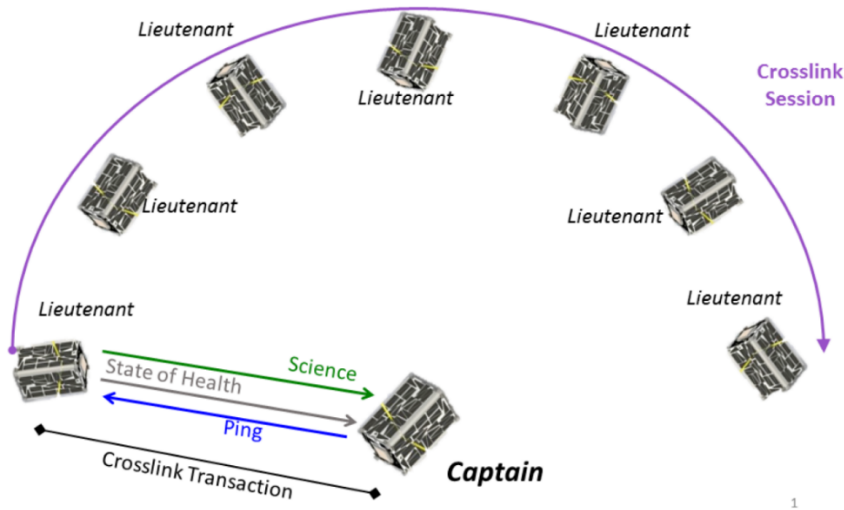 Lieutenant
Lieutenant
Lieutenant
Crosslink
Session
Lieutenant
Lieutenant
Lieutenant
Lieutenant
Science
State of Health
Ping
Crosslink Transaction
Captain
1